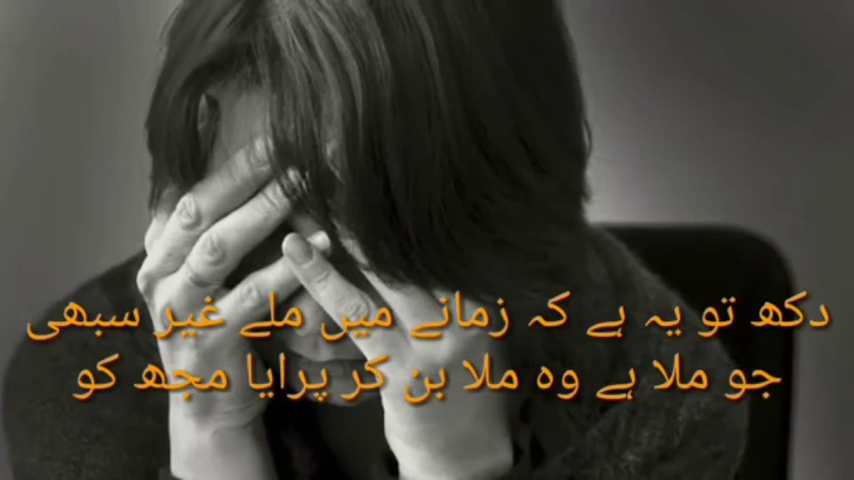 دکھ تو یہ ہے کہ زمانے میں ملے غیر سبھی
جو ملا ہے وہ ملا بن کر پرایا مجھ کو